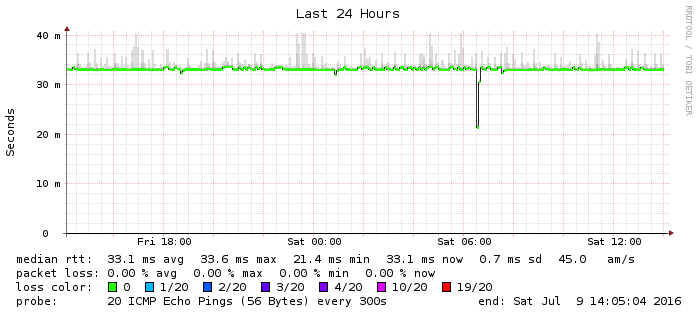 Last 24 Hours
RRDTOOL / TOBI OETIKER
Seconds
40 m
30 m
20 m
10 m
0
Fri 18:00 Sat 00:00 Sat 06:00 Sat 12:00
median rtt: 33.1 ms avg 33.6 ms max 21.4 ms min 33.1 ms now 0.7 ms sd 45.0 am/s
packet loss: 0.00 % avg 0.00 % max 0.00 % min 0.00 % now
loss color: 0 1/20 2/20 3/20 4/20 10/20 19/20
probe: 20 ICMP Echo Pings (56 Bytes) every 300s end: Sat Jul 9 14:05:04 2016